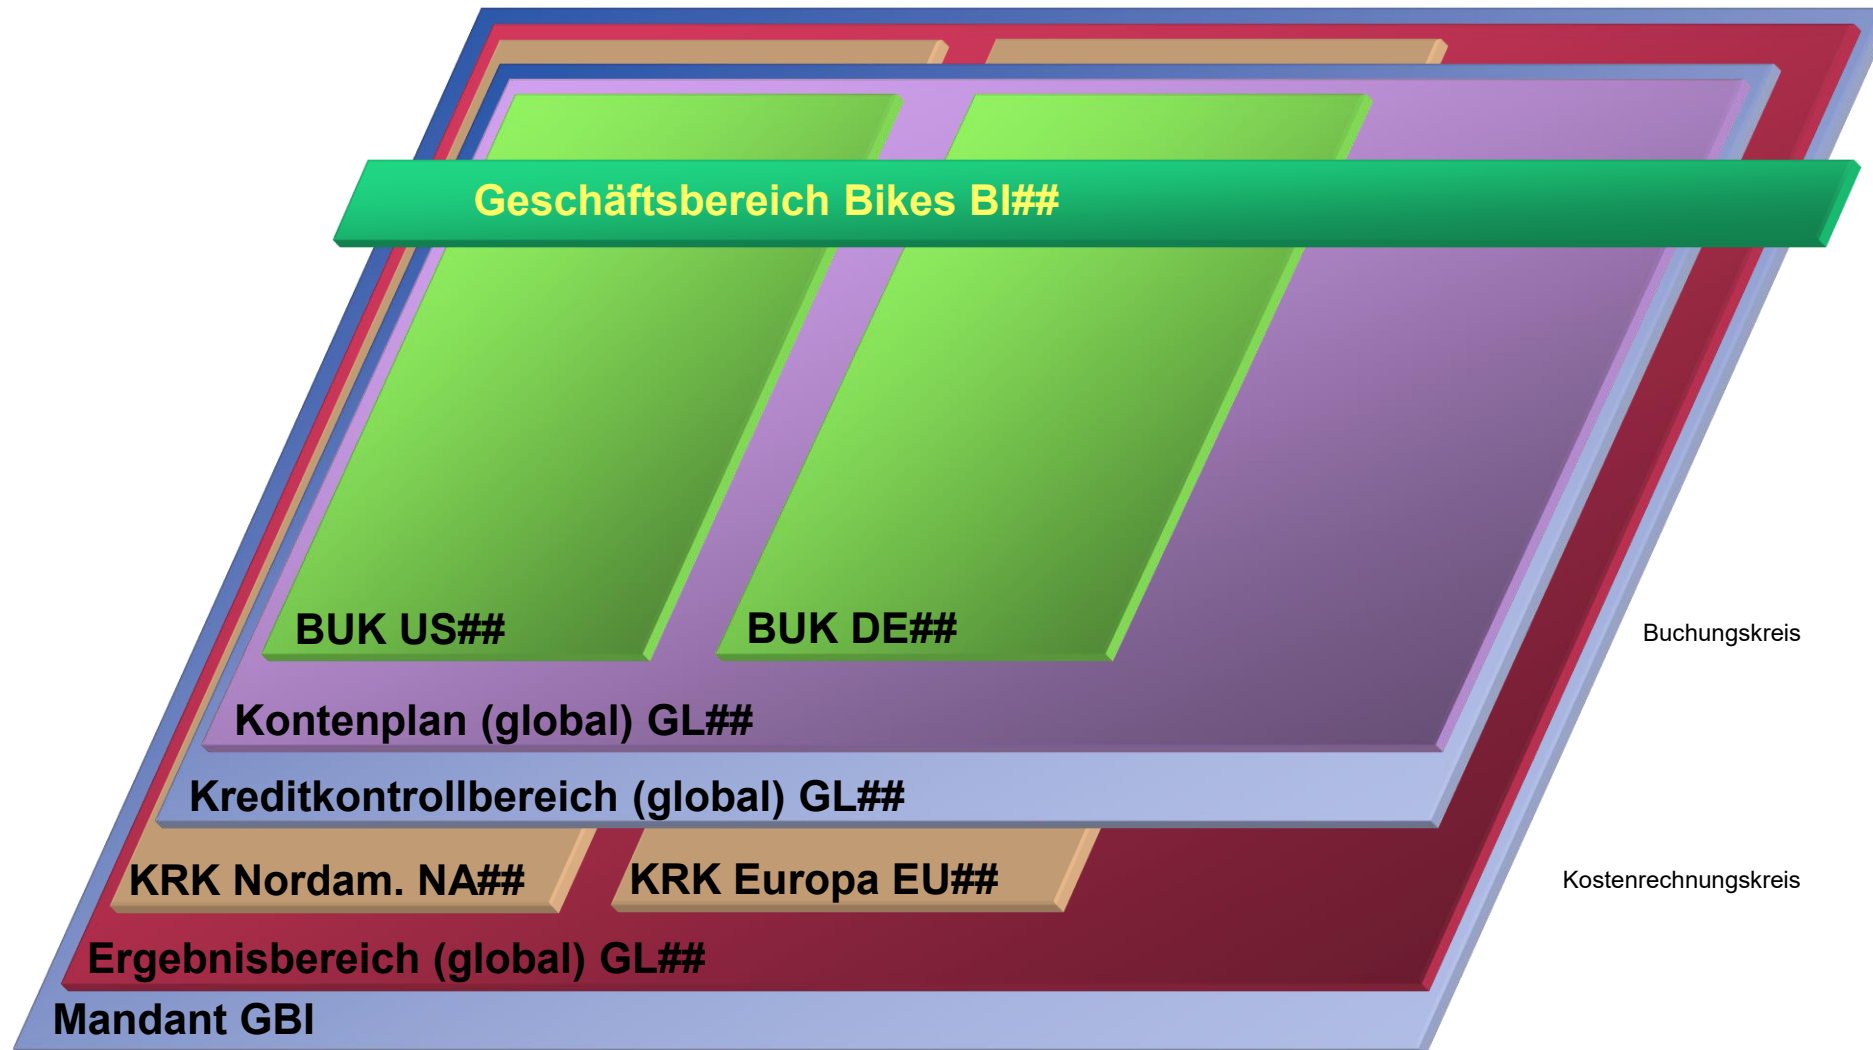 Geschäftsbereich Bikes BI##
BUK US##
BUK DE##
Buchungskreis
Kontenplan (global) GL##
Kreditkontrollbereich (global) GL##
KRK Nordam. NA##
KRK Europa EU##
Kostenrechnungskreis
Ergebnisbereich (global) GL##
Mandant GBI